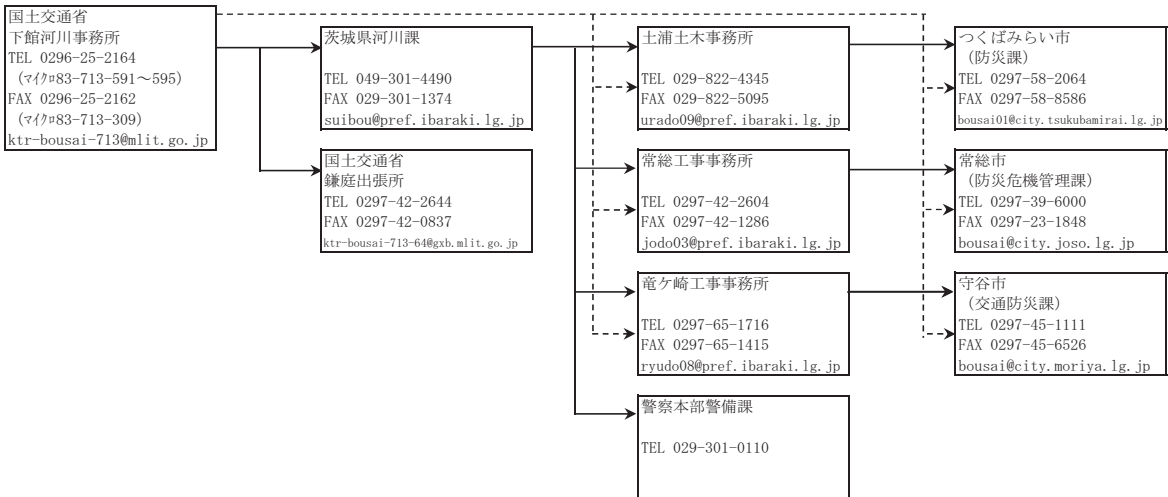 国土交通省
下館河川事務所
TEL 0296-25-2164
（ﾏｲｸﾛ83-713-591～595）
FAX 0296-25-2162
（ﾏｲｸﾛ83-713-309）
ktr-bousai-713@mlit.go.jp
茨城県河川課
TEL 049-301-4490
FAX 029-301-1374
suibou@pref.ibaraki.lg.jp
国土交通省
鎌庭出張所
TEL 0297-42-2644
FAX 0297-42-0837
ktr-bousai-713-64@gxb.mlit.go.jp
土浦土木事務所
TEL 029-822-4345
FAX 029-822-5095
urado09@pref.ibaraki.lg.jp
常総工事事務所
TEL 0297-42-2604
FAX 0297-42-1286
jodo03@pref.ibaraki.lg.jp
竜ケ崎工事事務所
TEL 0297-65-1716
FAX 0297-65-1415
ryudo08@pref.ibaraki.lg.jp
警察本部警備課
TEL 029-301-0110
つくばみらい市
（防災課）
TEL 0297-58-2064
FAX 0297-58-8586
bousai01@city.tsukubamirai.lg.jp
常総市
（防災危機管理課）
TEL 0297-39-6000
FAX 0297-23-1848
bousai@city.joso.lg.jp
守谷市
（交通防災課）
TEL 0297-45-1111
FAX 0297-45-6526
bousai@city.moriya.lg.jp